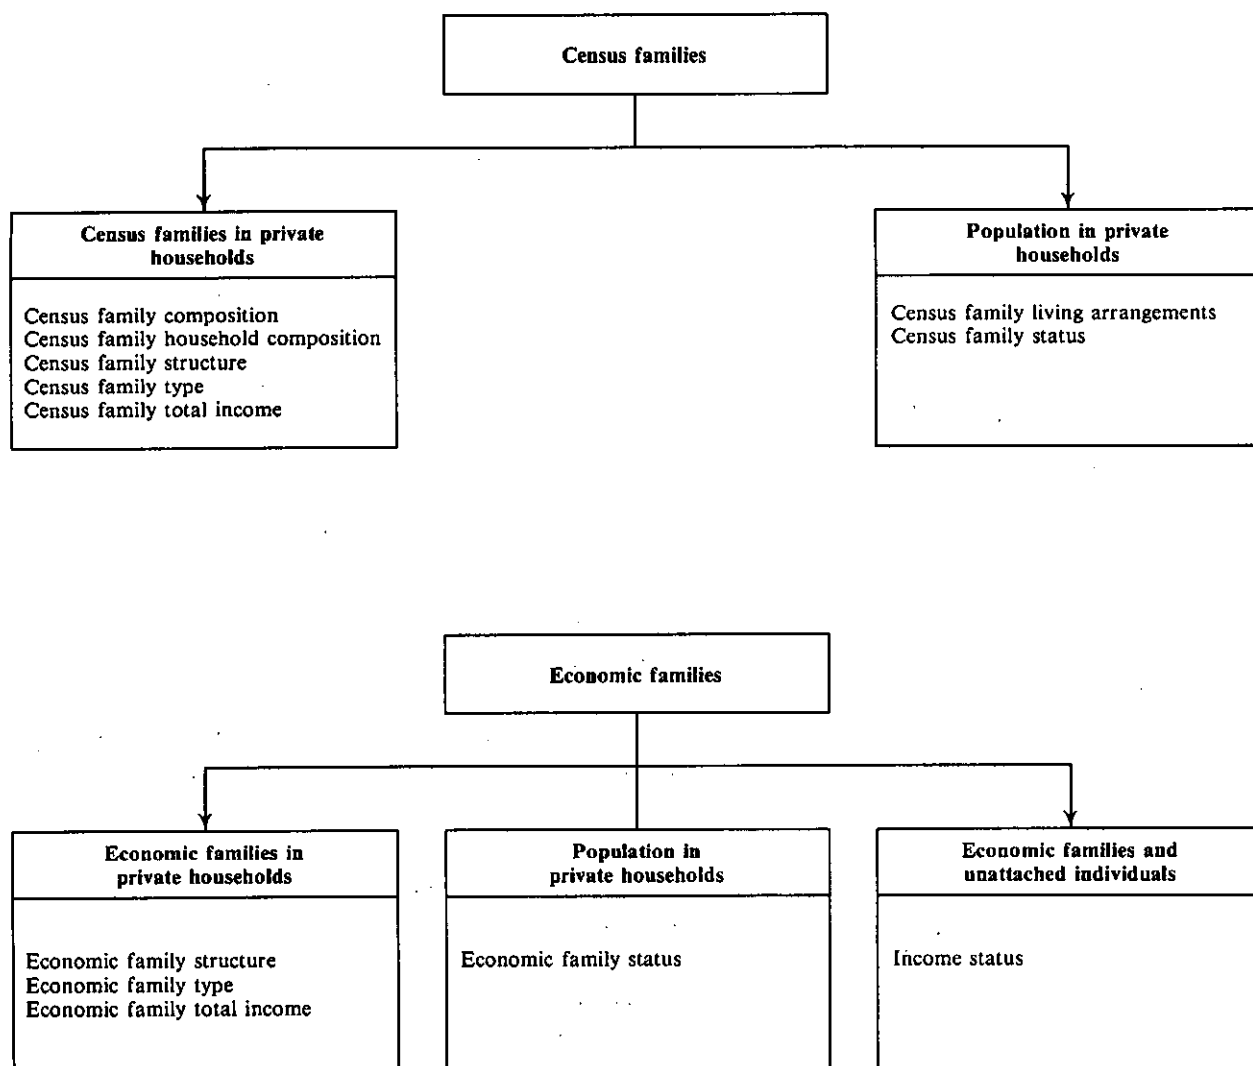 Census families
Census families in private
households
Census family composition
Census family household composition
Census family structure
Census family type
Census family total income
Population in private
households
Census family living arrangements
Census family status
Economic families
Economic families in
private households
Economic family structure
Economic family type
Economic family total income
Population in
private households
Economic family status
Economic families and
unattached individuals
Income status